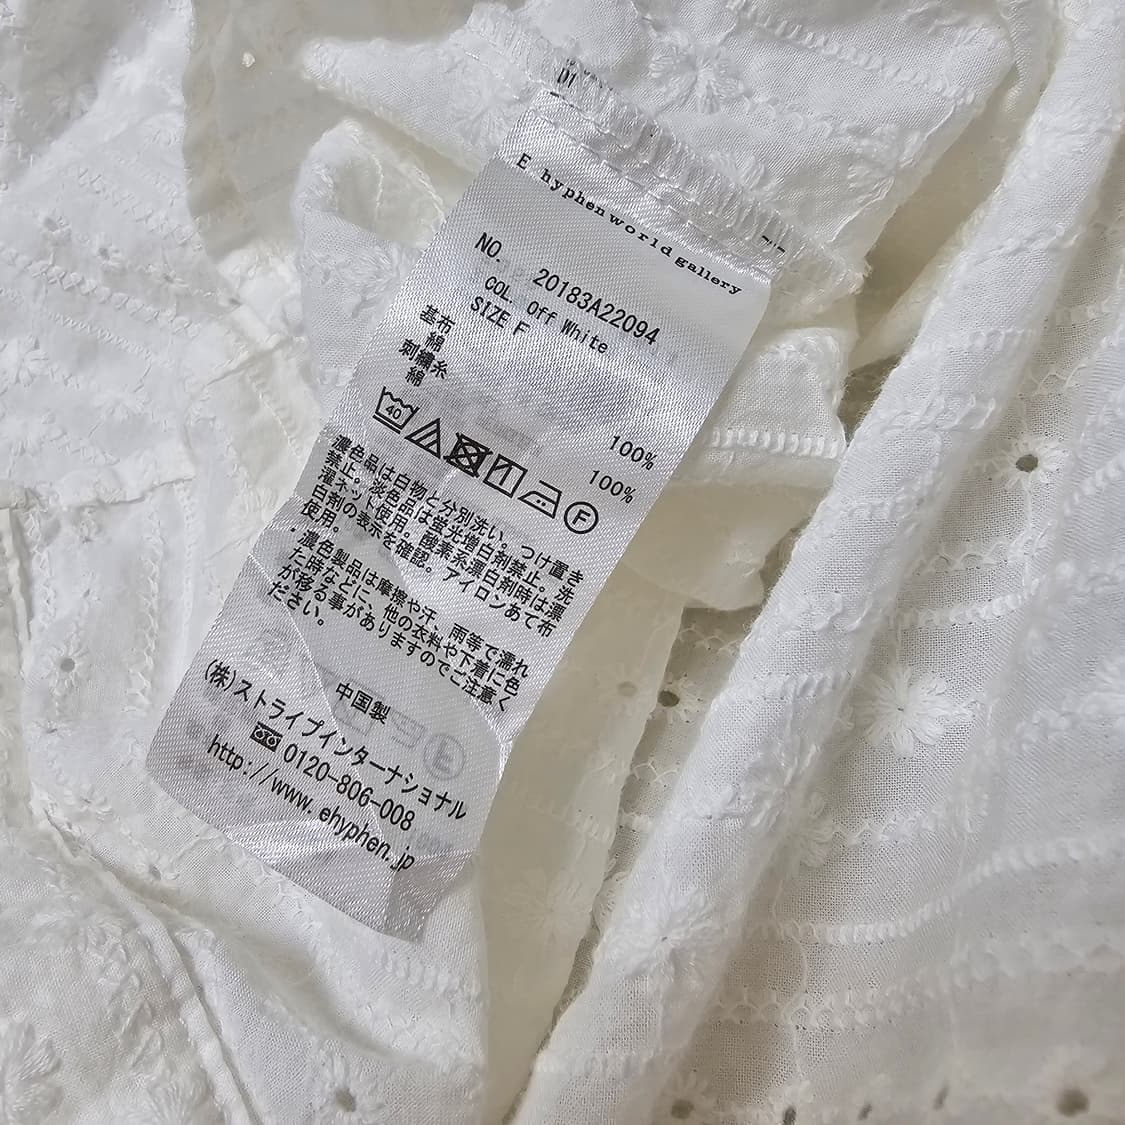 E hyphen world gallery
NO. 20183A22094
COL. Off White
SIZE F
基布
綿 100%
刺繍糸
綿 100%
40
F
濃色品は白物と分別洗い。つけ置き
禁止。淡色品は蛍光増白剤禁止。洗
濯ネット使用。酸素系漂白剤時は漂
白剤の表示を確認。アイロンあて布
使用。
・濃色製品は摩擦や汗、雨等で濡れ
た時などに、他の衣料や下着に色
が移る事がありますのでご注意く
ださい。
中国製
(株)ストライプインターナショナル
0120-806-008
http://www.ehyphen.jp